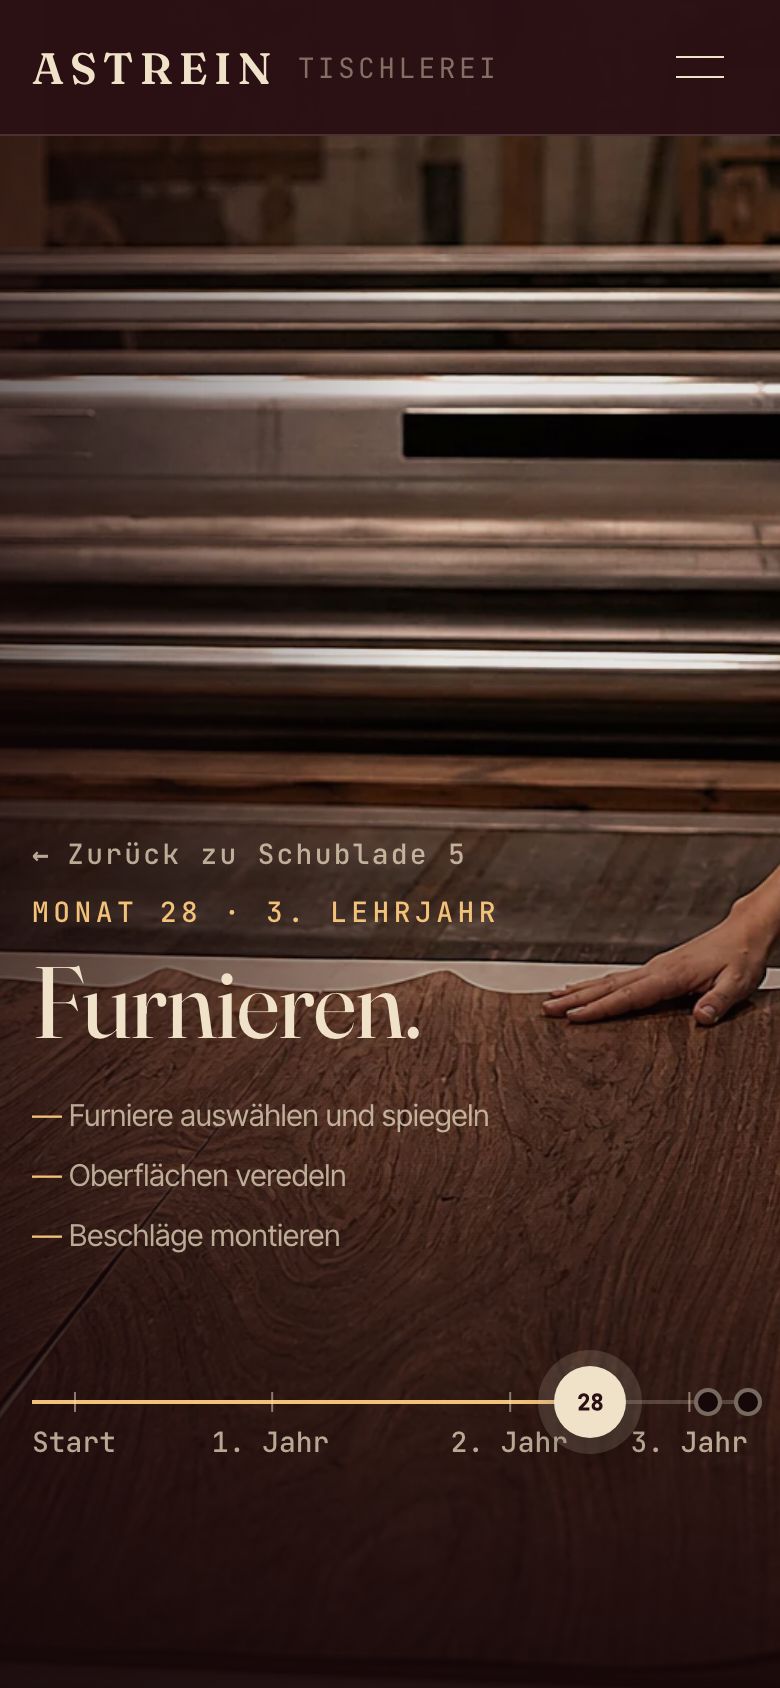 ASTREIN TISCHLEREI
← Zurück zu Schublade 5
MONAT 28 · 3. LEHRJAHR
Furnieren.
— Furniere auswählen und spiegeln
— Oberflächen veredeln
— Beschläge montieren
28
Start 1. Jahr 2. Jahr 3. Jahr